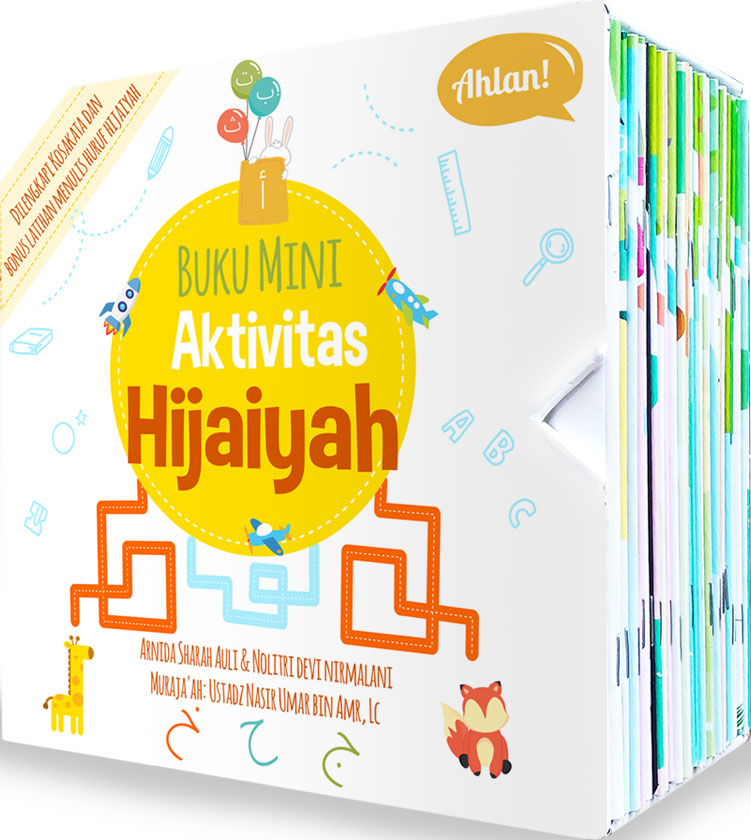 DILENGKAPI KOSAKATA DAN
BONUS LATIHAN MENULIS HURUF HIJAIYAH
Ahlan!
ب
ت
ث
أ
BUKU MINI
Aktivitas
Hijaiyah
A B C
ARNIDA SHARAH AULI & NOLITRI DEVI NIRMALANI
MURAJA'AH: USTADZ NASIR UMAR BIN AMR, LC
خ ح ج